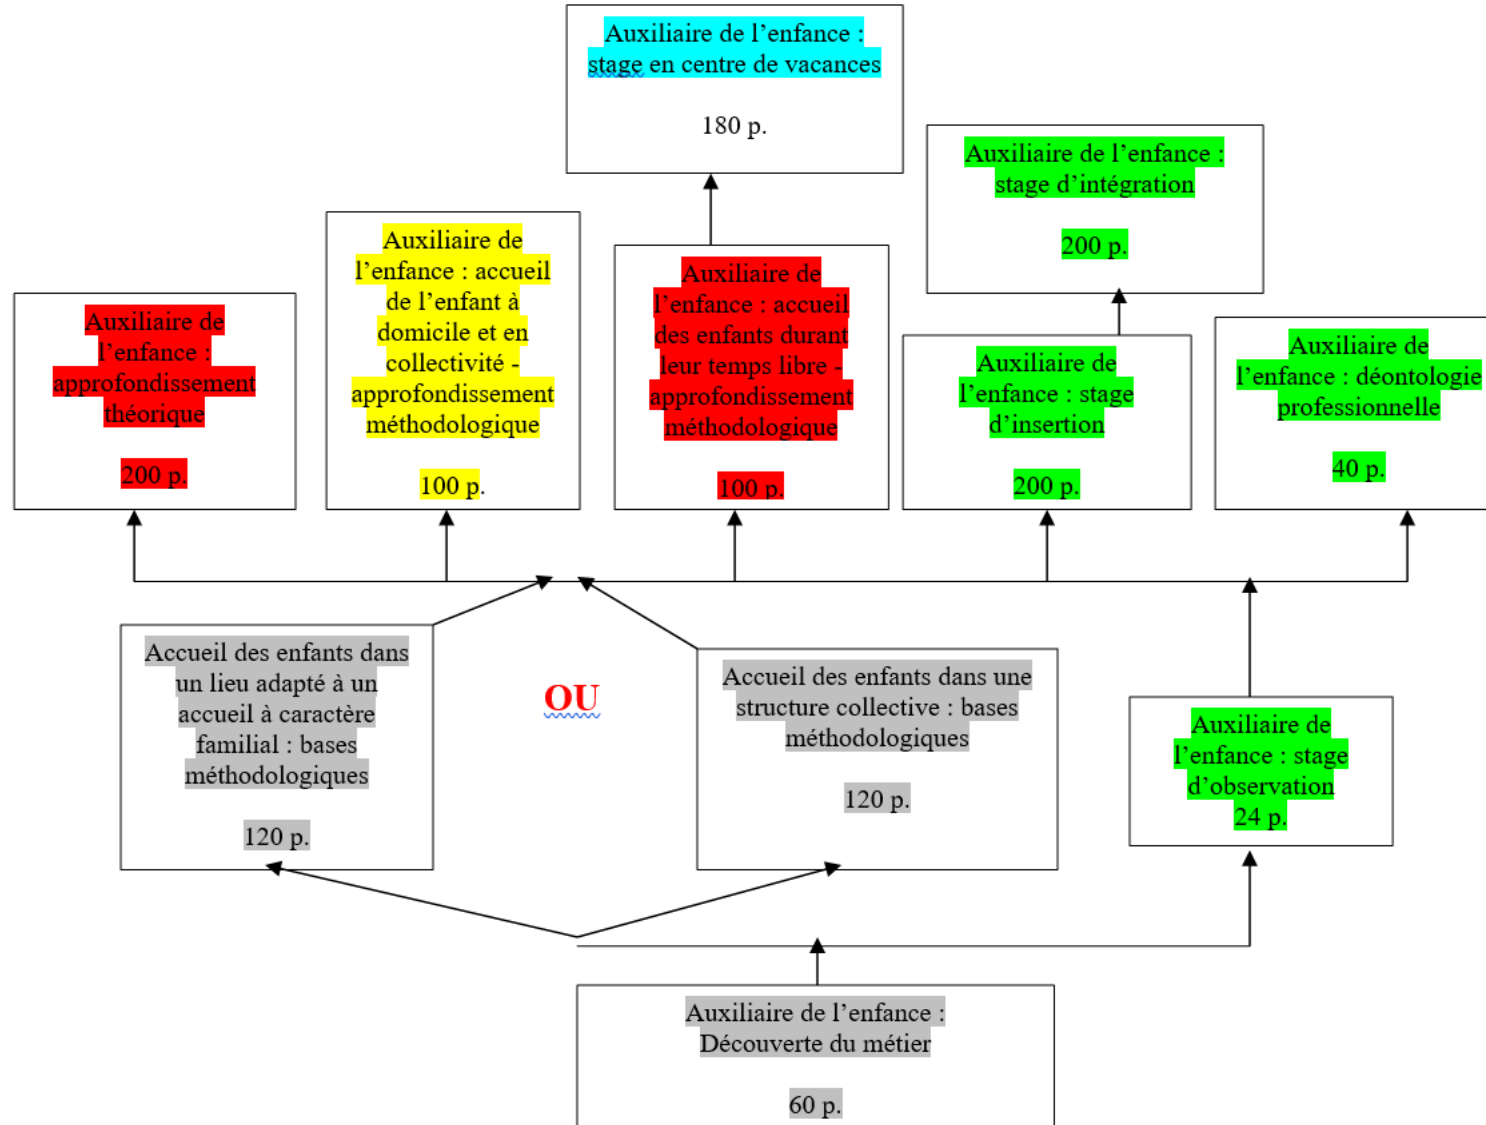 Auxiliaire de l’enfance :
stage en centre de vacances
180 p.
Auxiliaire de l’enfance :
stage d’intégration
200 p.
Auxiliaire de
l’enfance :
approfondissement
théorique
200 p.
Auxiliaire de
l’enfance : accueil
de l’enfant à
domicile et en
collectivité -
approfondissement
méthodologique
100 p.
Auxiliaire de
l’enfance : accueil
des enfants durant
leur temps libre -
approfondissement
méthodologique
100 p.
Auxiliaire de
l’enfance : stage
d’insertion
200 p.
Auxiliaire de
l’enfance : déontologie
professionnelle
40 p.
Accueil des enfants dans
un lieu adapté à un
accueil à caractère
familial : bases
méthodologiques
120 p.
OU
Accueil des enfants dans une
structure collective : bases
méthodologiques
120 p.
Auxiliaire de
l’enfance : stage
d’observation
24 p.
Auxiliaire de l’enfance :
Découverte du métier
60 p.